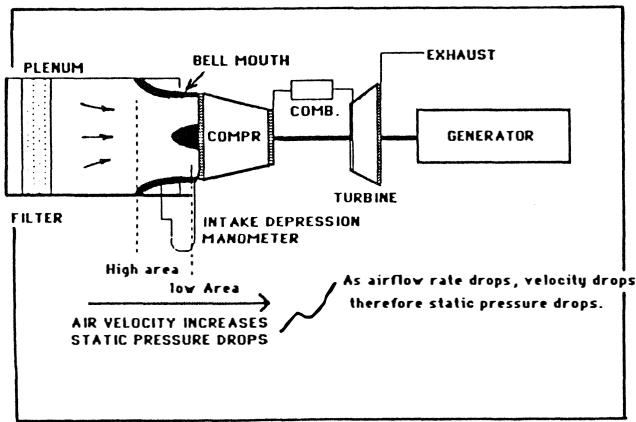 PLENUM
BELL MOUTH
EXHAUST
COMB.
COMPR
GENERATOR
TURBINE
FILTER
INTAKE DEPRESSION
MANOMETER
High area
low Area
As airflow rate drops, velocity drops
therefore static pressure drops.
AIR VELOCITY INCREASES
STATIC PRESSURE DROPS